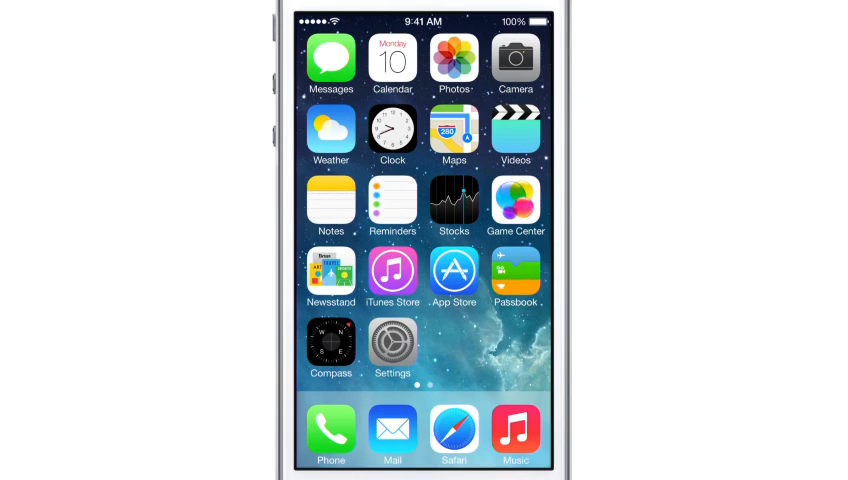 9:41 AM 100%
Monday
10
Messages Calendar Photos Camera
280
Weather Clock Maps Videos
Notes Reminders Stocks Game Center
ART
Newsstand iTunes Store App Store Passbook
W N
S E
Compass Settings
Phone Mail Safari Music